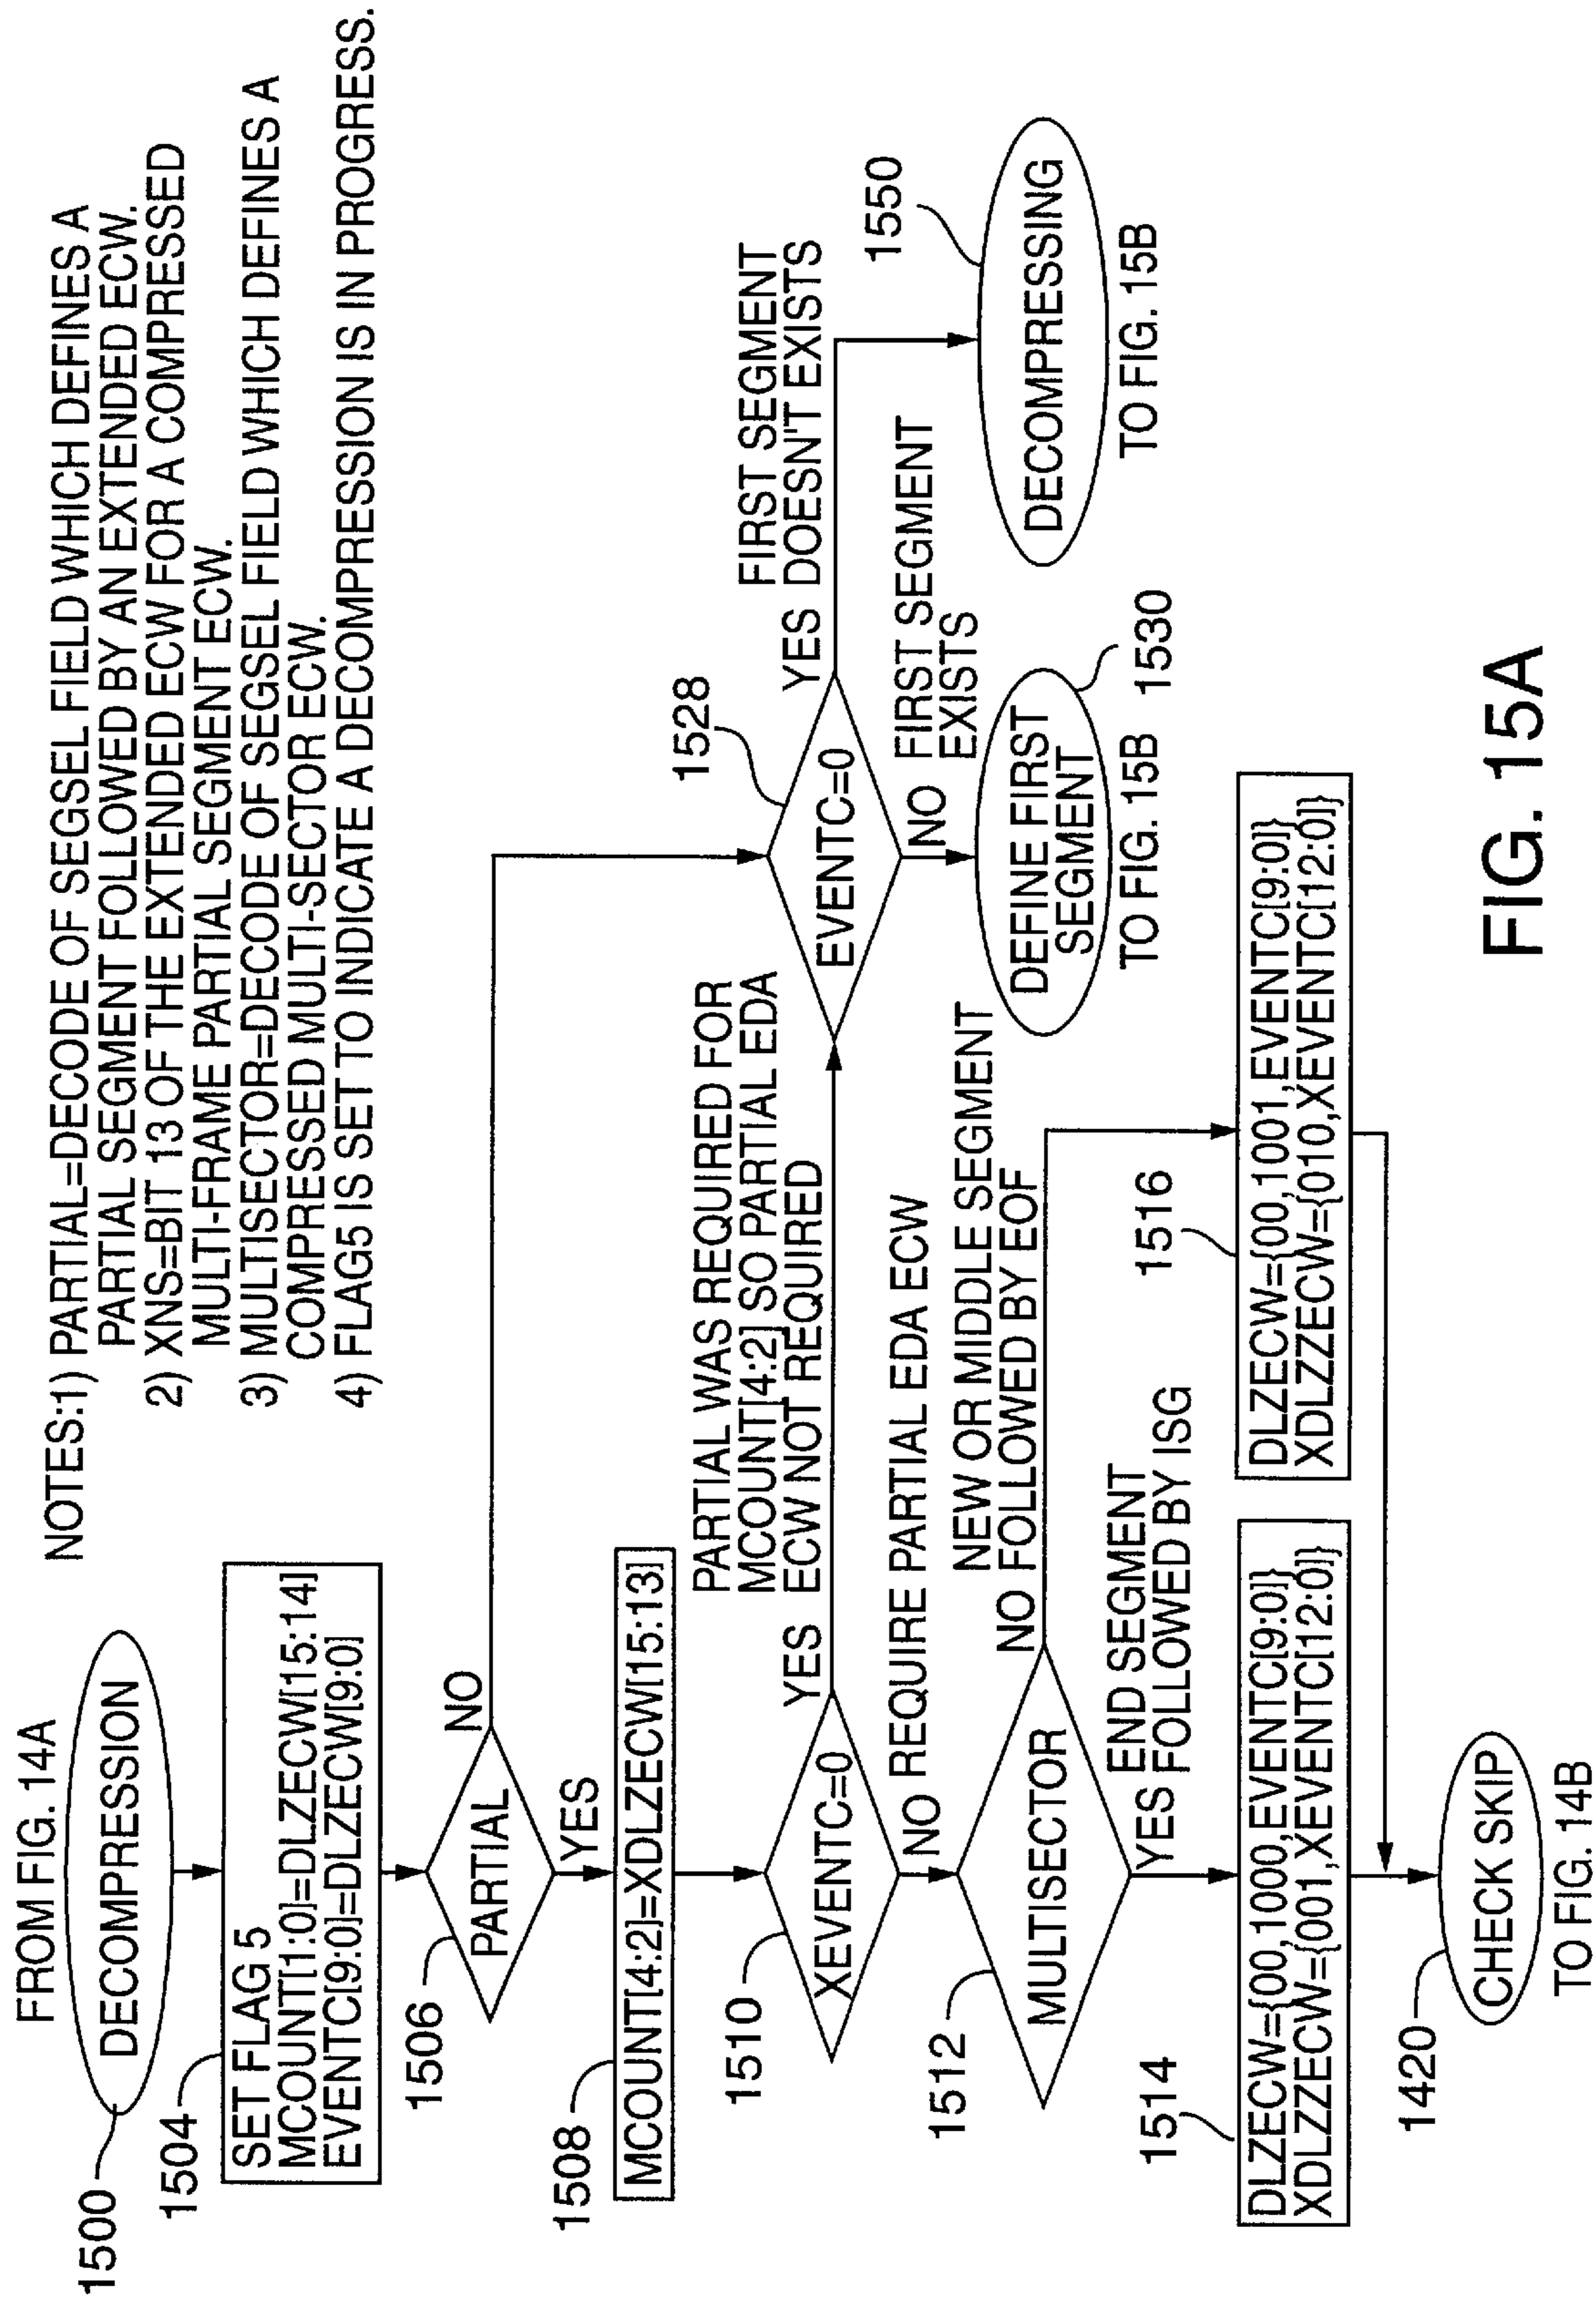 FROM FIG. 14A
1500
DECOMPRESSION
NOTES:1) PARTIAL=DECODE OF SEGSEL FIELD WHICH DEFINES A
PARTIAL SEGMENT FOLLOWED BY AN EXTENDED ECW.
2) XNS=BIT 13 OF THE EXTENDED ECW FOR A COMPRESSED
MULTI-FRAME PARTIAL SEGMENT ECW.
3) MULTISECTOR=DECODE OF SEGSEL FIELD WHICH DEFINES A
COMPRESSED MULTI-SECTOR ECW.
4) FLAG5 IS SET TO INDICATE A DECOMPRESSION IS IN PROGRESS.
1504
SET FLAG 5
MCOUNT[1:0]=DLZECW[15:14]
EVENTC[9:0]=DLZECW[9:0]
1506
PARTIAL
NO
YES
1508
MCOUNT[4:2]=XDLZECW[15:13]
1510
XEVENTC=0
YES
PARTIAL WAS REQUIRED FOR
MCOUNT[4:2] SO PARTIAL EDA
ECW NOT REQUIRED
1528
EVENTC=0
YES
FIRST SEGMENT
DOESN'T EXISTS
1550
DECOMPRESSING
TO FIG. 15B
NO
FIRST SEGMENT
EXISTS
DEFINE FIRST
SEGMENT
1530
TO FIG. 15B
NO
REQUIRE PARTIAL EDA ECW
1512
MULTISECTOR
NO
NEW OR MIDDLE SEGMENT
FOLLOWED BY EOF
YES
END SEGMENT
FOLLOWED BY ISG
1514
DLZECW={00,1000,EVENTC[9:0]}
XDLZZECW={001,XEVENTC[12:0]}
1516
DLZECW={00,1001,EVENTC[9:0]}
XDLZZECW={010,XEVENTC[12:0]}
1420
CHECK SKIP
TO FIG. 14B
FIG. 15A